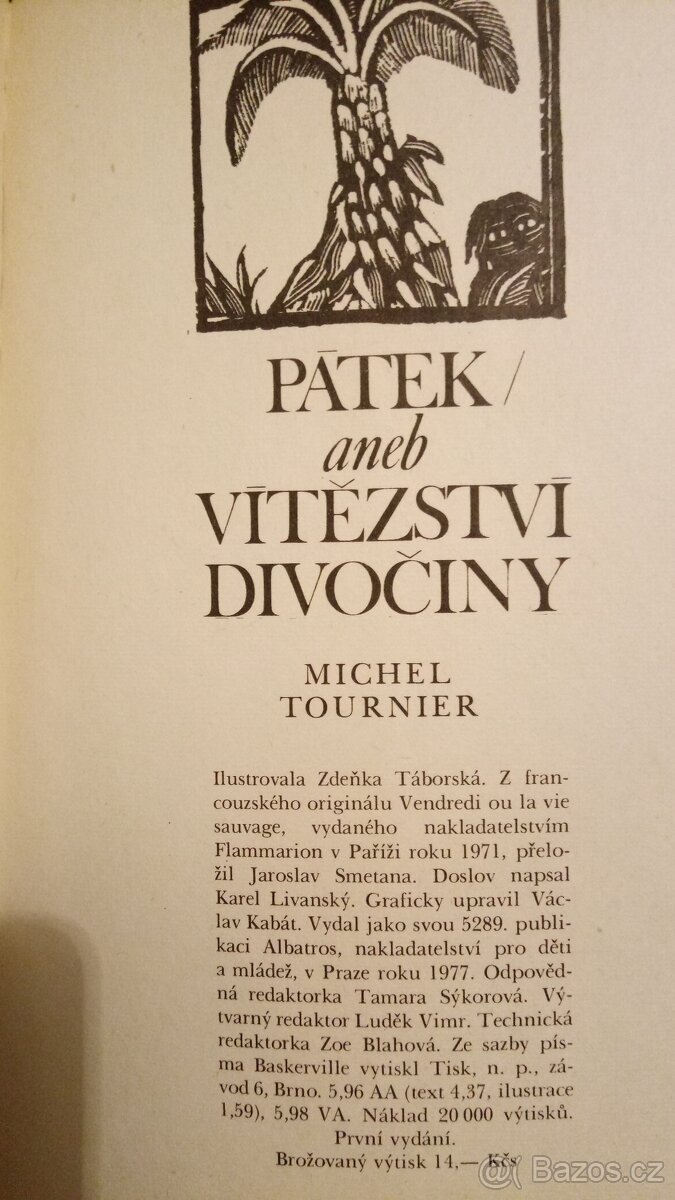 PÁTEK/
aneb
VÍTĚZSTVÍ
DIVOČINY
MICHEL
TOURNIER
Ilustrovala Zdeňka Táborská. Z fran-
couzského originálu Vendredi ou la vie
sauvage, vydaného nakladatelstvím
Flammarion v Paříži roku 1971, přelo-
žil Jaroslav Smetana. Doslov napsal
Karel Livanský. Graficky upravil Vác-
lav Kabát. Vydal jako svou 5289. publi-
kaci Albatros, nakladatelství pro děti
a mládež, v Praze roku 1977. Odpověd-
ná redaktorka Tamara Sýkorová. Vý-
tvarný redaktor Luděk Vimr. Technická
redaktorka Zoe Blahová. Ze sazby pís-
ma Baskerville vytiskl Tisk, n. p., zá-
vod 6, Brno. 5,96 AA (text 4,37, ilustrace
1,59), 5,98 VA. Náklad 20 000 výtisků.
První vydání.
Brožovaný výtisk 14,— Kčs
Bazos.cz